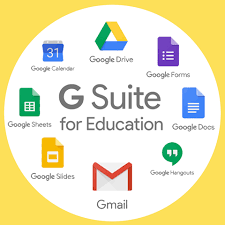 Google Drive
Google Calendar
31
Google Forms
G Suite
for Education
Google Sheets
Google Docs
Google Slides
Google Hangouts
Gmail